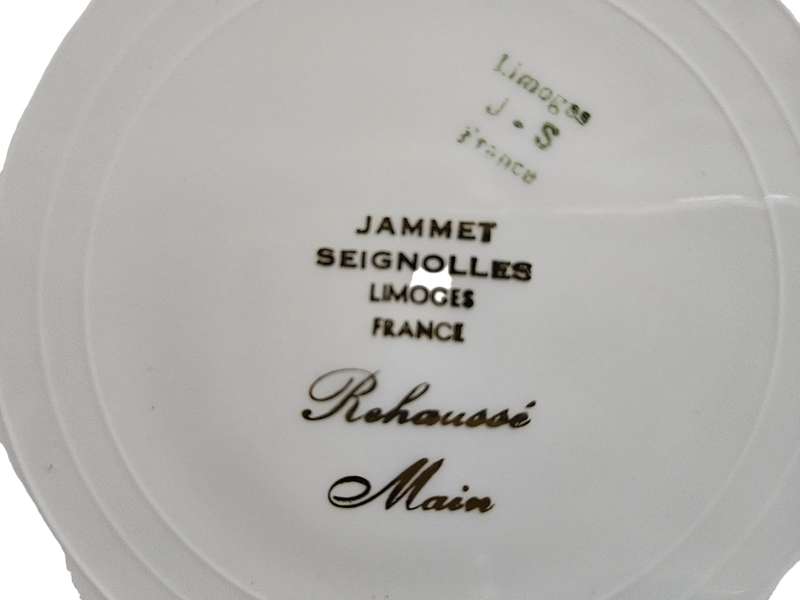 Limoges
J - S
France
JAMMET
SEIGNOLLES
LIMOGES
FRANCE
Rehaussé
Main